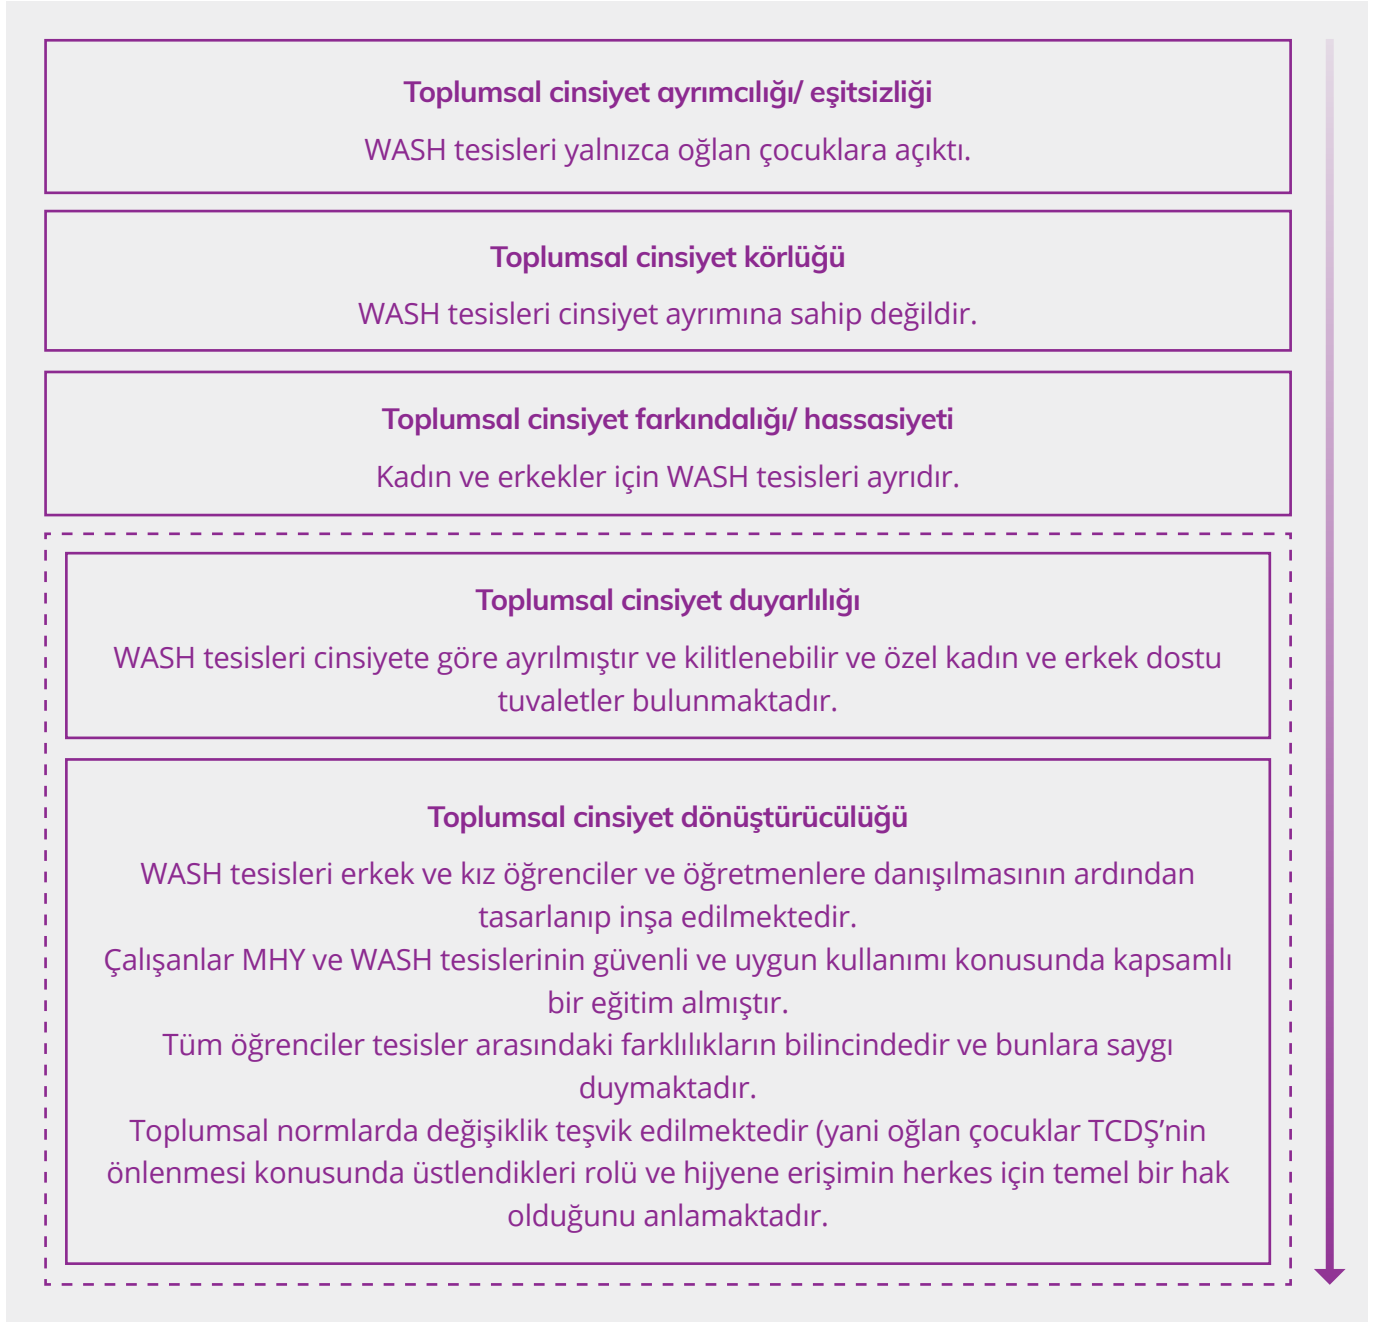 Toplumsal cinsiyet ayrımcılığı/ eşitsizliği
WASH tesisleri yalnızca oğlan çocuklara açıktı.
Toplumsal cinsiyet körlüğü
WASH tesisleri cinsiyet ayrımına sahip değildir.
Toplumsal cinsiyet farkındalığı/ hassasiyeti
Kadın ve erkekler için WASH tesisleri ayrıdır.
Toplumsal cinsiyet duyarlılığı
WASH tesisleri cinsiyete göre ayrılmıştır ve kilitlenebilir ve özel kadın ve erkek dostu
tuvaletler bulunmaktadır.
Toplumsal cinsiyet dönüştürücülüğü
WASH tesisleri erkek ve kız öğrenciler ve öğretmenlere danışılmasının ardından
tasarlanıp inşa edilmektedir.
Çalışanlar MHY ve WASH tesislerinin güvenli ve uygun kullanımı konusunda kapsamlı
bir eğitim almıştır.
Tüm öğrenciler tesisler arasındaki farklılıkların bilincindedir ve bunlara saygı
duymaktadır.
Toplumsal normlarda değişiklik teşvik edilmektedir (yani oğlan çocuklar TCDŞ’nin
önlenmesi konusunda üstlendikleri rolü ve hijyene erişimin herkes için temel bir hak
olduğunu anlamaktadır.